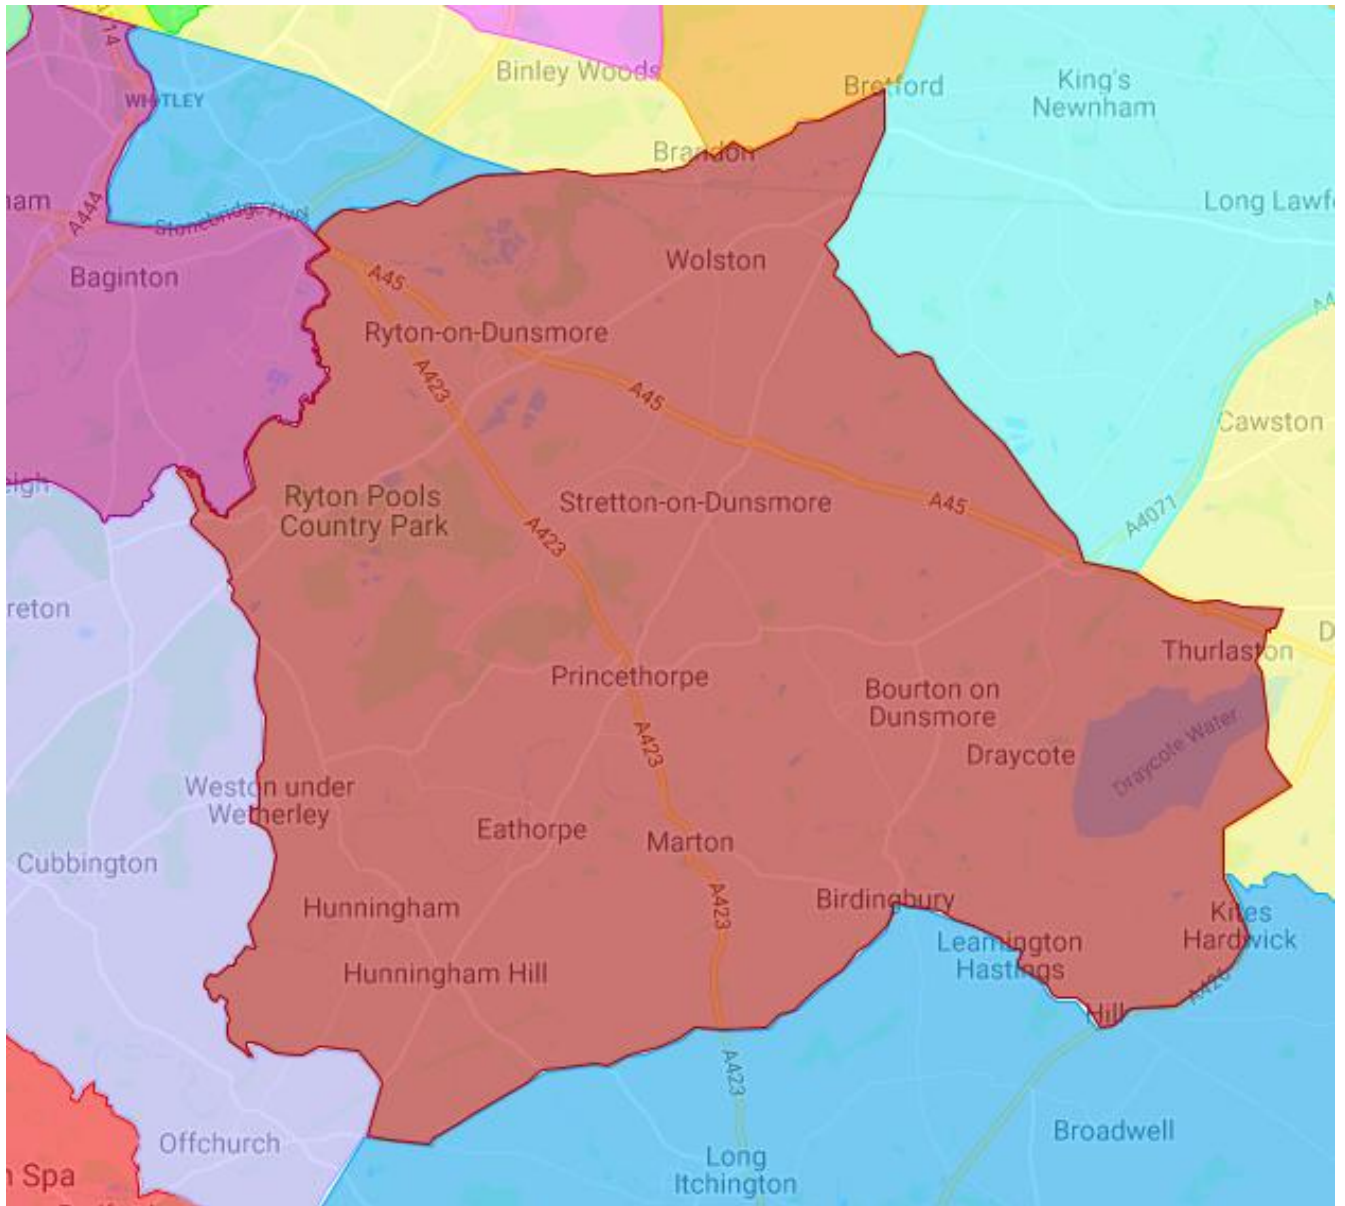 Binley Woods
WHITLEY
Bretford
King's
Newnham
Brandon
A444
Stonebridge Hwy
Long Lawf
Baginton
Wolston
A45
Ryton-on-Dunsmore
A423
A45
Cawston
Ryton Pools
Country Park
Stretton-on-Dunsmore
A45
A4071
A423
reton
Thurlaston
Princethorpe
Bourton on
Dunsmore
A423
Draycote
Draycote Water
Weston under
Wetherley
Eathorpe
Marton
Cubbington
A423
Birdingbury
Hunningham
Kites
Hardwick
Leamington
Hastings
Hunningham Hill
A426
Hill
A423
Offchurch
Broadwell
Long
Itchington
Spa